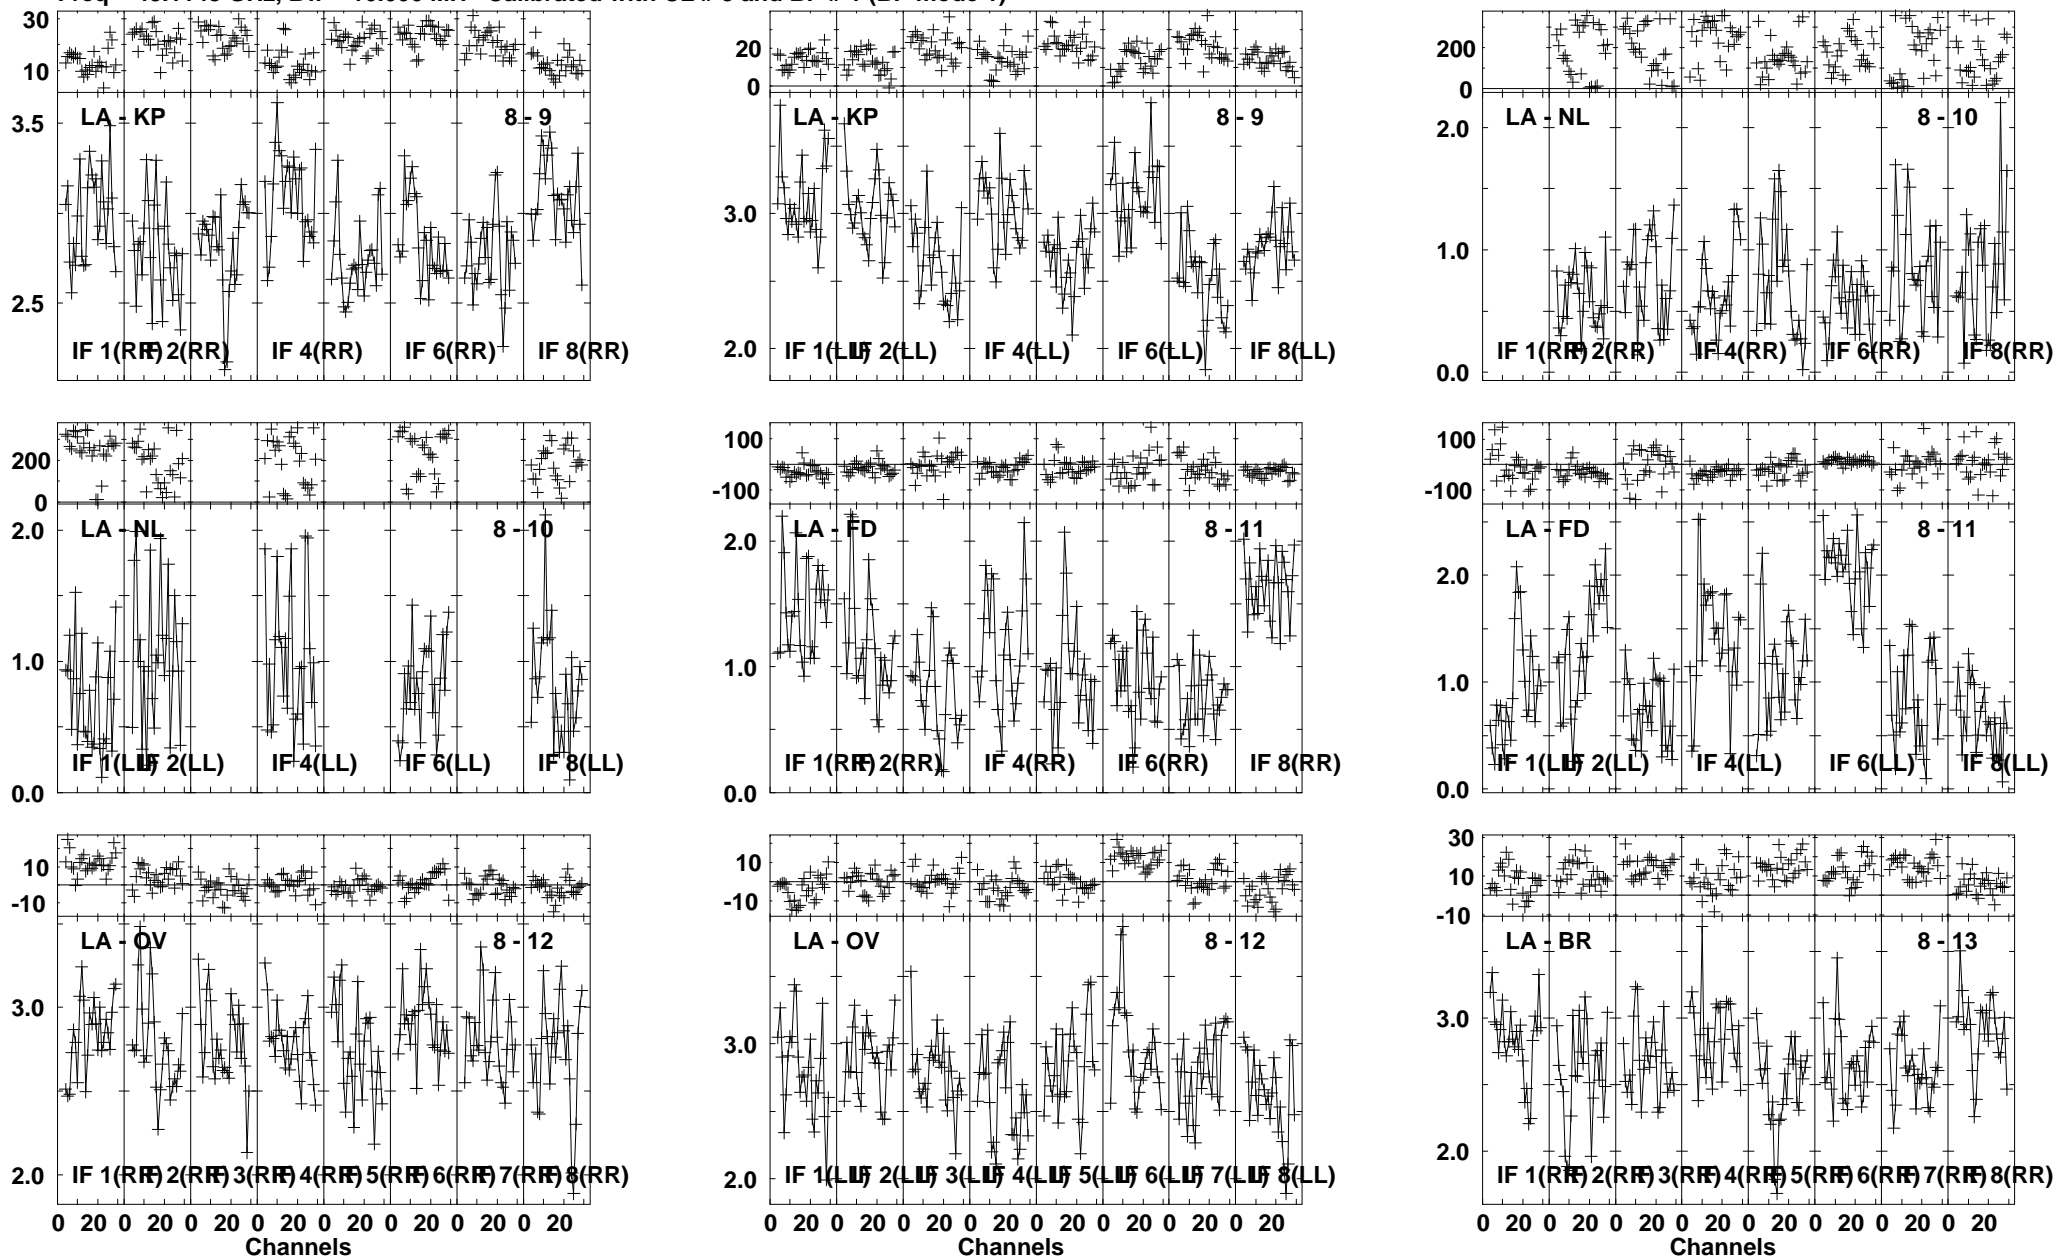 30
10
3.5
2.5
LA - KP 8 - 9
IF 1(RR) IF 2(RR) IF 4(RR) IF 6(RR) IF 8(RR)
20
0
3.0
2.0
LA - KP 8 - 9
IF 1(LL) IF 2(LL) IF 4(LL) IF 6(LL) IF 8(LL)
200
0
2.0
1.0
0.0
LA - NL 8 - 10
IF 1(RR) IF 2(RR) IF 4(RR) IF 6(RR) IF 8(RR)
200
0
2.0
1.0
0.0
LA - NL 8 - 10
IF 1(LL) IF 2(LL) IF 4(LL) IF 6(LL) IF 8(LL)
100
-100
2.0
1.0
0.0
LA - FD 8 - 11
IF 1(RR) IF 2(RR) IF 4(RR) IF 6(RR) IF 8(RR)
100
-100
2.0
1.0
0.0
LA - FD 8 - 11
IF 1(LL) IF 2(LL) IF 4(LL) IF 6(LL) IF 8(LL)
10
-10
3.0
2.0
LA - OV 8 - 12
IF 1(RR) IF 2(RR) IF 3(RR) IF 4(RR) IF 5(RR) IF 6(RR) IF 7(RR) IF 8(RR)
0 20 0 20 0 20 0 20 0 20 0 20 0 20 0 20
Channels
10
-10
3.0
2.0
LA - OV 8 - 12
IF 1(LL) IF 2(LL) IF 3(LL) IF 4(LL) IF 5(LL) IF 6(LL) IF 7(LL) IF 8(LL)
0 20 0 20 0 20 0 20 0 20 0 20 0 20 0 20
Channels
30
10
-10
3.0
2.0
LA - BR 8 - 13
IF 1(RR) IF 2(RR) IF 3(RR) IF 4(RR) IF 5(RR) IF 6(RR) IF 7(RR) IF 8(RR)
0 20 0 20 0 20 0 20 0 20 0 20 0 20 0 20
Channels